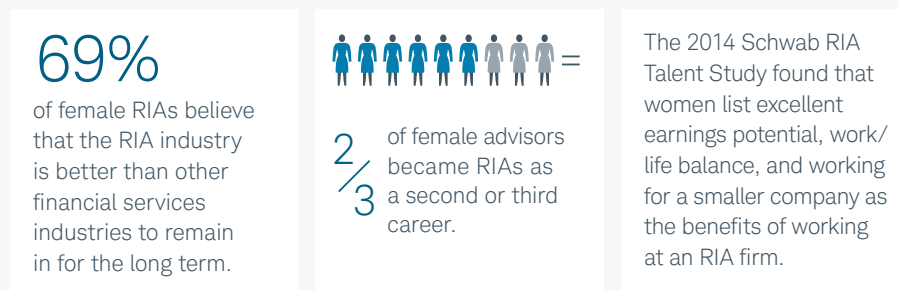 69%
of female RIAs believe
that the RIA industry
is better than other
financial services
industries to remain
in for the long term.
=
2/3
of female advisors
became RIAs as
a second or third
career.
The 2014 Schwab RIA
Talent Study found that
women list excellent
earnings potential, work/
life balance, and working
for a smaller company as
the benefits of working
at an RIA firm.